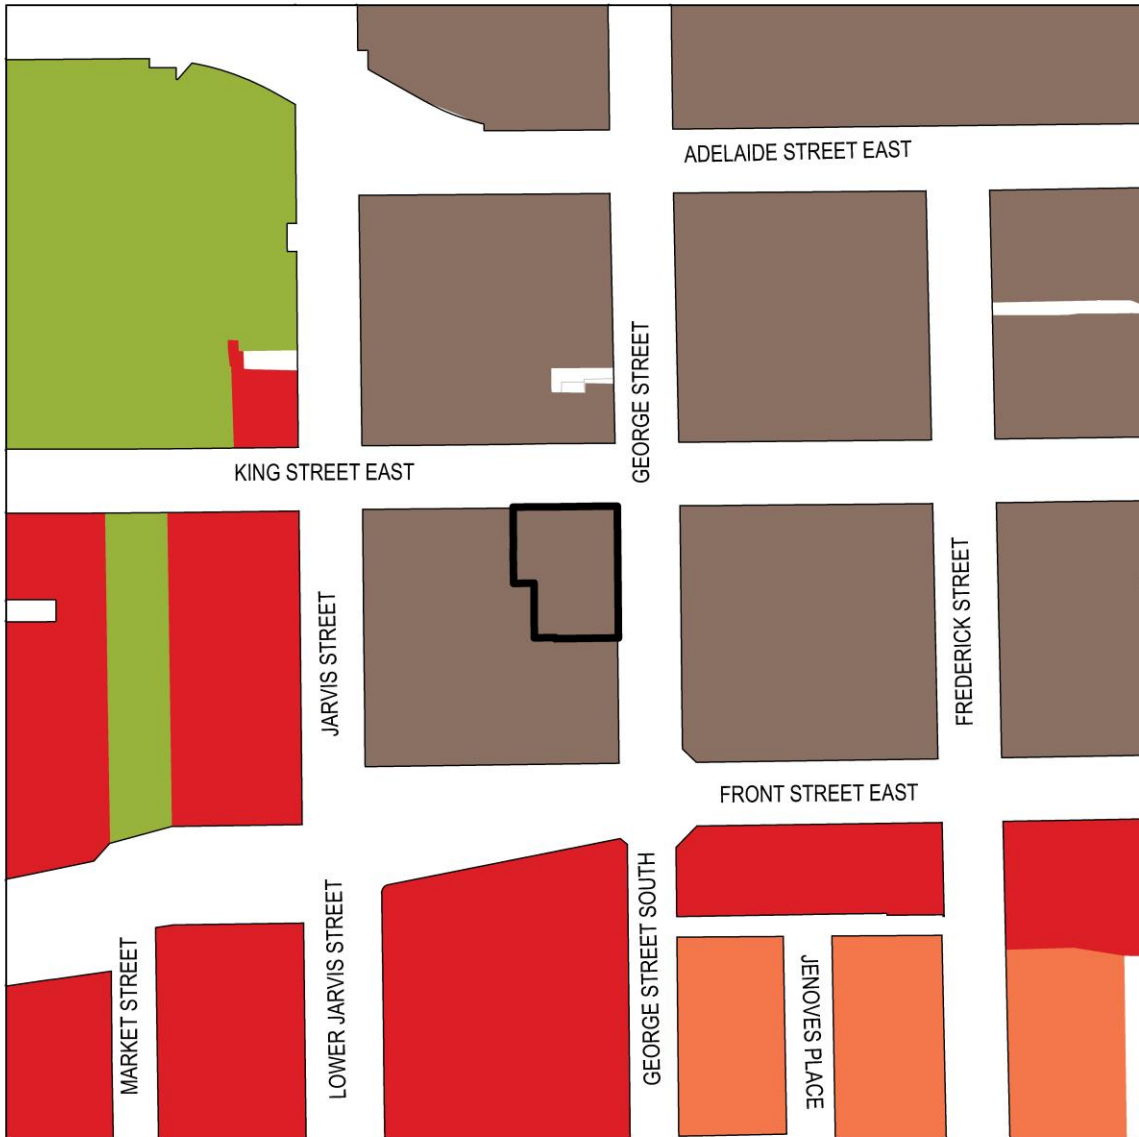 ADELAIDE STREET EAST
GEORGE STREET
KING STREET EAST
JARVIS STREET
FREDERICK STREET
FRONT STREET EAST
MARKET STREET
LOWER JARVIS STREET
GEORGE STREET SOUTH
JENOVES PLACE